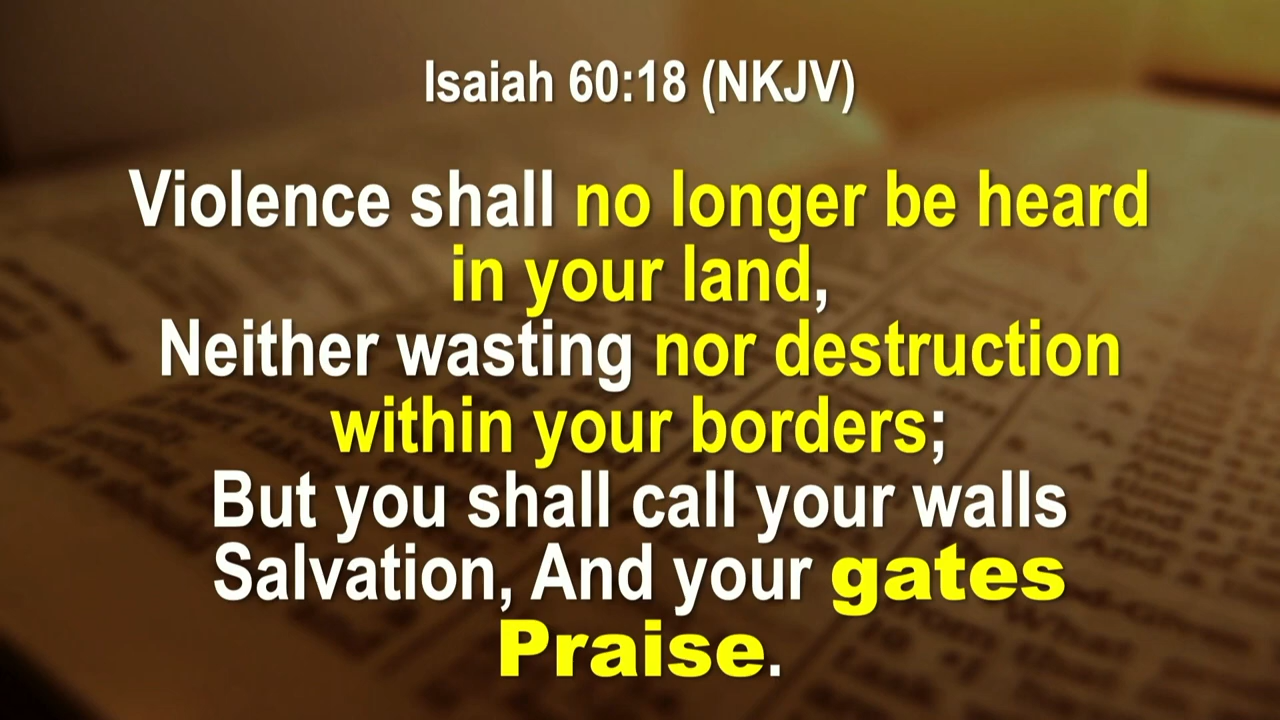 Isaiah 60:18 (NKJV)
Violence shall no longer be heard
in your land,
Neither wasting nor destruction
within your borders;
But you shall call your walls
Salvation, And your gates
Praise.